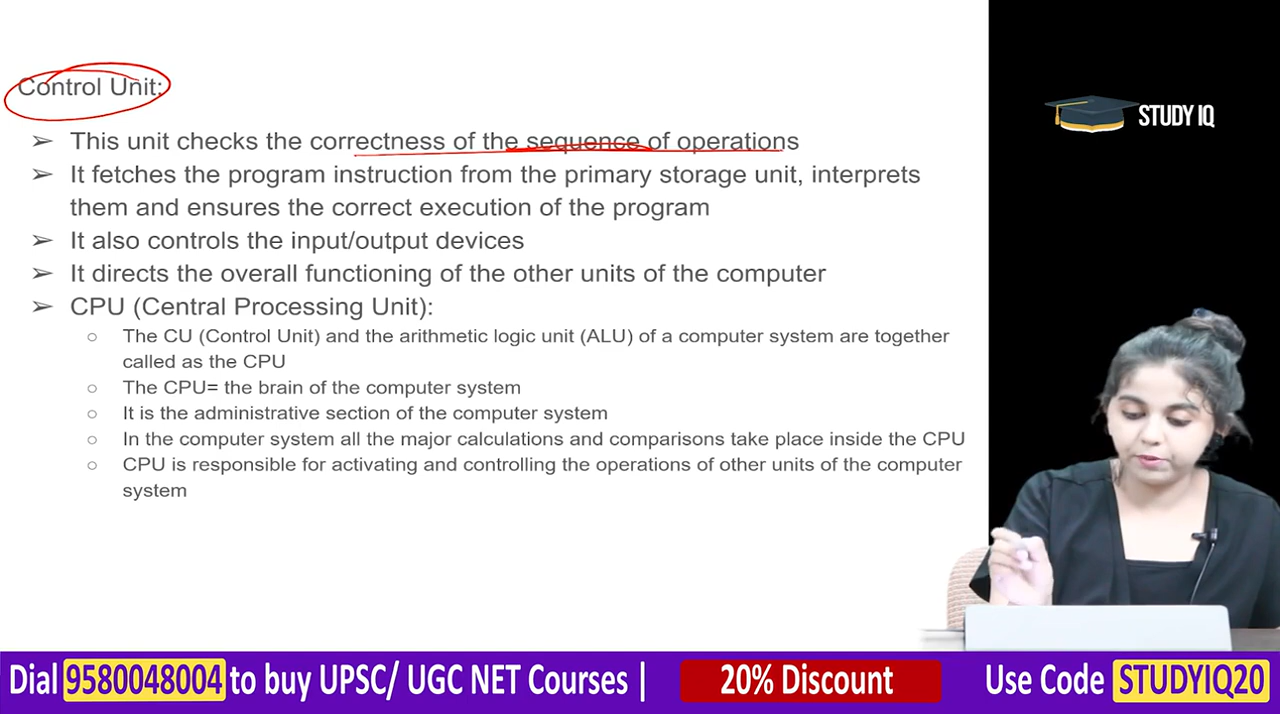 Control Unit:
➢ This unit checks the correctness of the sequence of operations
➢ It fetches the program instruction from the primary storage unit, interprets
them and ensures the correct execution of the program
➢ It also controls the input/output devices
➢ It directs the overall functioning of the other units of the computer
➢ CPU (Central Processing Unit):
○ The CU (Control Unit) and the arithmetic logic unit (ALU) of a computer system are together
called as the CPU
○ The CPU= the brain of the computer system
○ It is the administrative section of the computer system
○ In the computer system all the major calculations and comparisons take place inside the CPU
○ CPU is responsible for activating and controlling the operations of other units of the computer
system
STUDY IQ
Dial 9580048004 to buy UPSC/ UGC NET Courses | 20% Discount Use Code STUDYIQ20